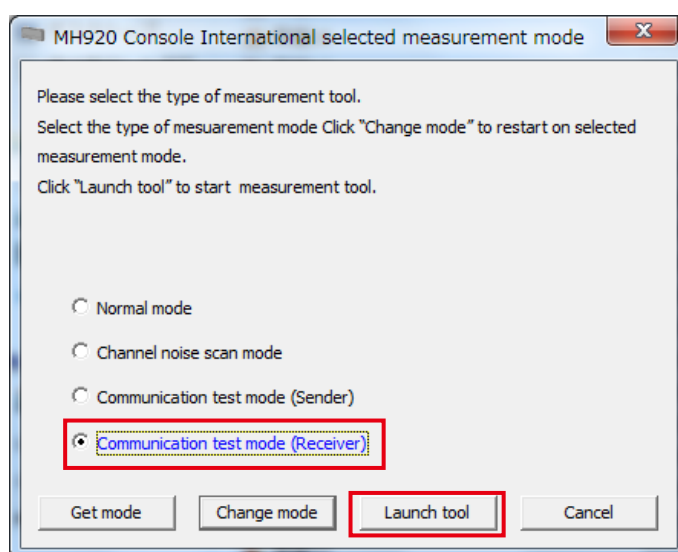 MH920 Console International selected measurement mode
Please select the type of measurement tool.
Select the type of mesuarement mode Click "Change mode" to restart on selected
measurement mode.
Click "Launch tool" to start measurement tool.
Normal mode
Channel noise scan mode
Communication test mode (Sender)
Communication test mode (Receiver)
Get mode Change mode Launch tool Cancel